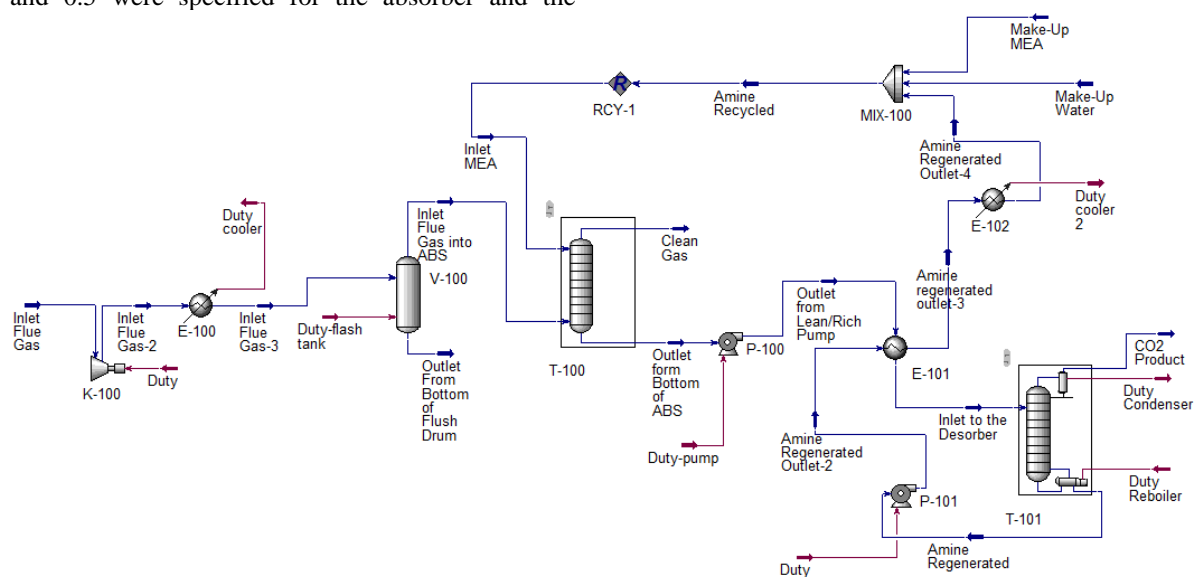 and 0.5 were specified for the absorber and the
Make-Up
MEA
R
RCY-1
Amine
Recycled
MIX-100
Make-Up
Water
Inlet
MEA
Amine
Regenerated
Outlet-4
Duty
cooler
Inlet
Flue
Gas into
ABS
Clean
Gas
Duty
cooler
2
E-102
V-100
Inlet
Flue
Gas
Inlet
Flue
Gas-2
E-100
Inlet
Flue
Gas-3
Duty-flash
tank
Outlet
from
Lean/Rich
Pump
Amine
regenerated
outlet-3
K-100
Duty
Outlet
From
Bottom
of
Flush
Drum
T-100
Outlet
form
Bottom
of
ABS
P-100
E-101
CO2
Product
Duty
Condenser
Inlet to the
Desorber
Duty-pump
Amine
Regenerated
Outlet-2
Duty
Reboiler
P-101
T-101
Amine
Regenerated
Duty